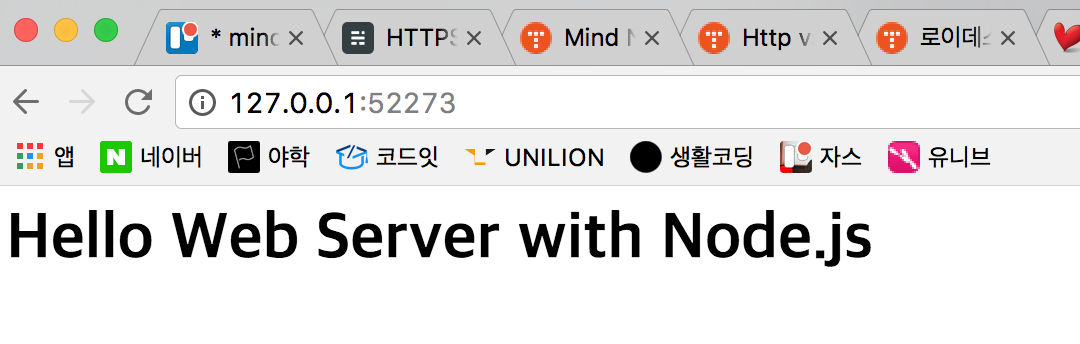 * mind HTTPS Mind N Http v 로이데스
127.0.0.1:52273
앱 네이버 야학 코드잇 UNILION 생활코딩 자스 유니브
Hello Web Server with Node.js